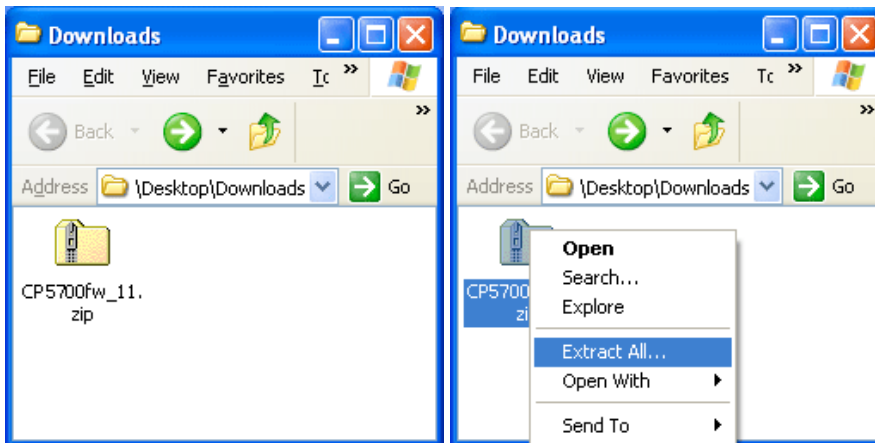 Downloads
File Edit View Favorites Tc »
Back »
Address \Desktop\Downloads Go
CP5700fw_11.
zip
Downloads
File Edit View Favorites Tc »
Back »
Address \Desktop\Downloads Go
CP5700
zi
Open
Search...
Explore
Extract All...
Open With
Send To